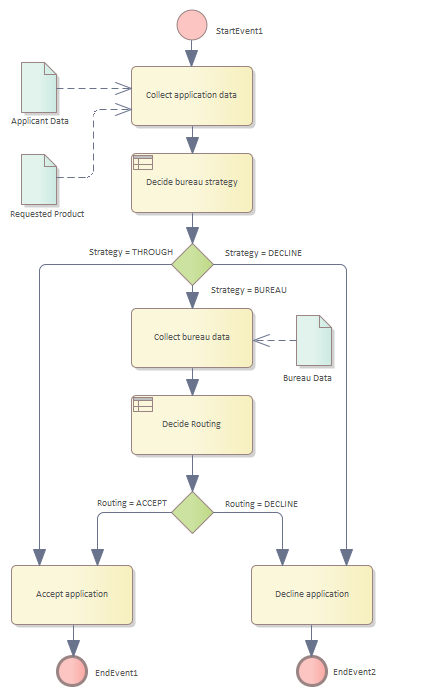 StartEvent1
Collect application data
Applicant Data
Decide bureau strategy
Requested Product
Strategy = THROUGH
Strategy = DECLINE
Strategy = BUREAU
Collect bureau data
Bureau Data
Decide Routing
Routing = ACCEPT
Routing = DECLINE
Accept application
Decline application
EndEvent1
EndEvent2